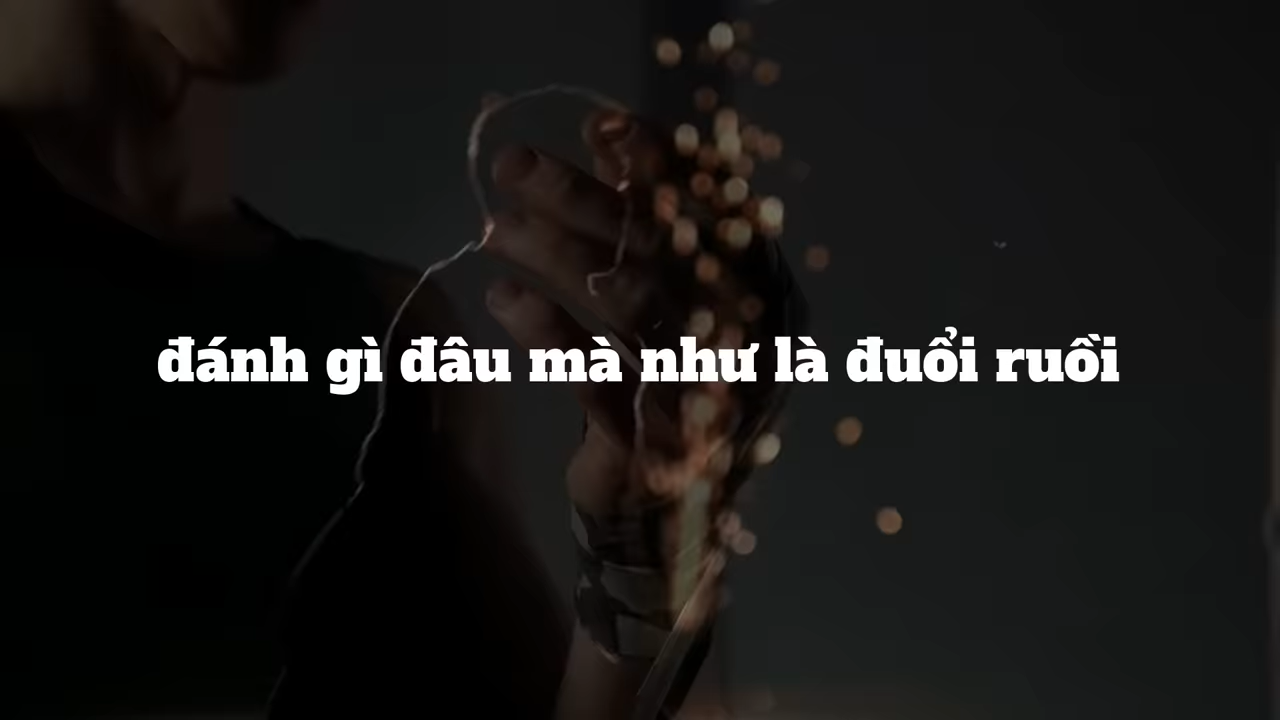 đánh gì đâu mà như là đuổi ruồi